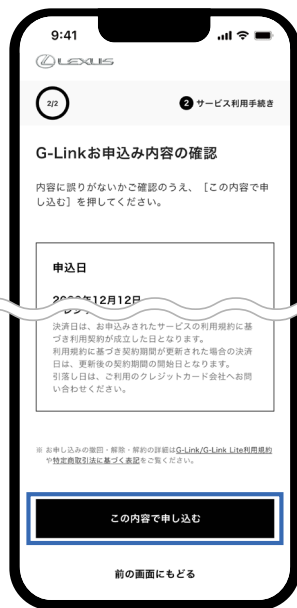 9:41
LEXUS
2/2
2 サービス利用手続き
G-Linkお申込み内容の確認
内容に誤りがないかご確認のうえ、［この内容で申
し込む］を押してください。
申込日
12月12日
決済日は、お申込みされたサービスの利用規約に基
づき利用契約が成立した日となります。
利用規約に基づき契約期間が更新された場合の決済
日は、更新後の契約期間の開始日となります。
引落し日は、ご利用のクレジットカード会社へお問
い合わせください。
※ お申し込みの撤回・解除・解約の詳細はG-Link/G-Link Lite利用規約
や特定商取引法に基づく表記をご覧ください。
この内容で申し込む
前の画面にもどる